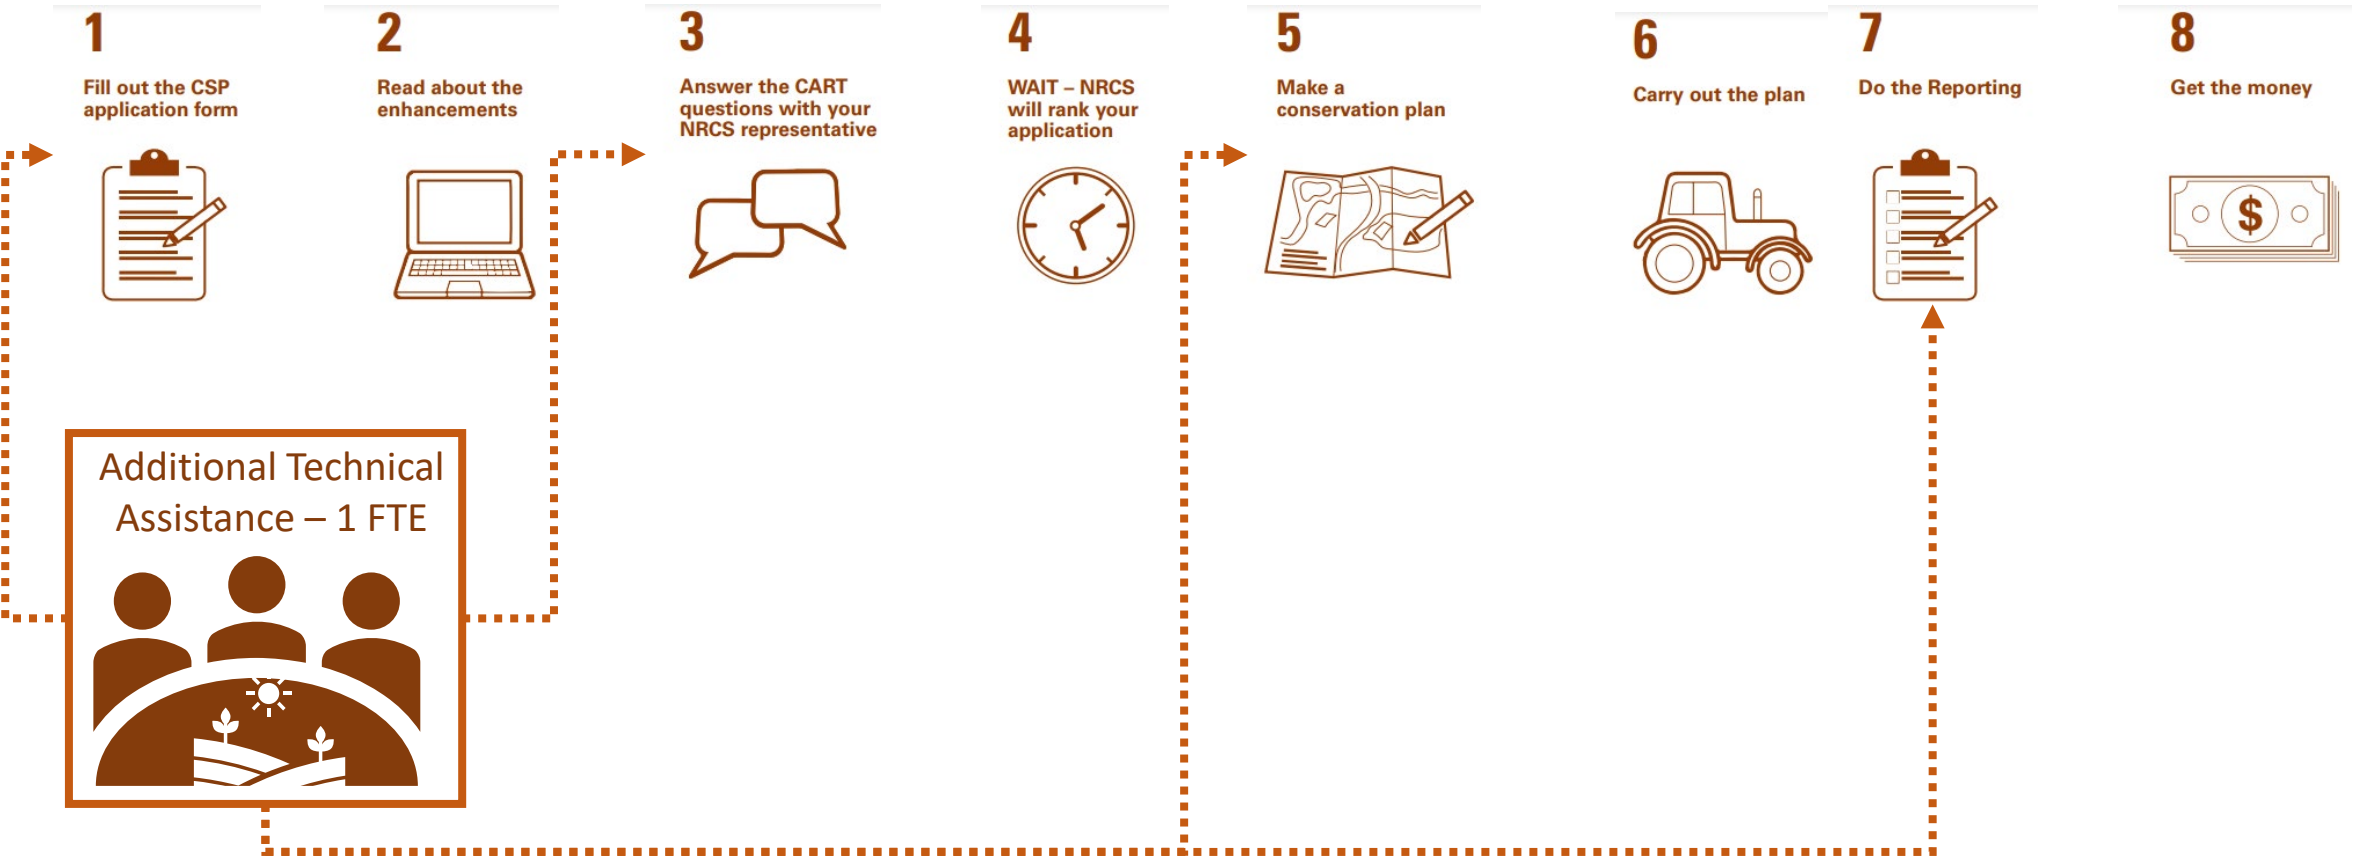 1
Fill out the CSP
application form
2
Read about the
enhancements
3
Answer the CART
questions with your
NRCS representative
4
WAIT – NRCS
will rank your
application
5
Make a
conservation plan
6
Carry out the plan
7
Do the Reporting
8
Get the money
$
Additional Technical
Assistance – 1 FTE